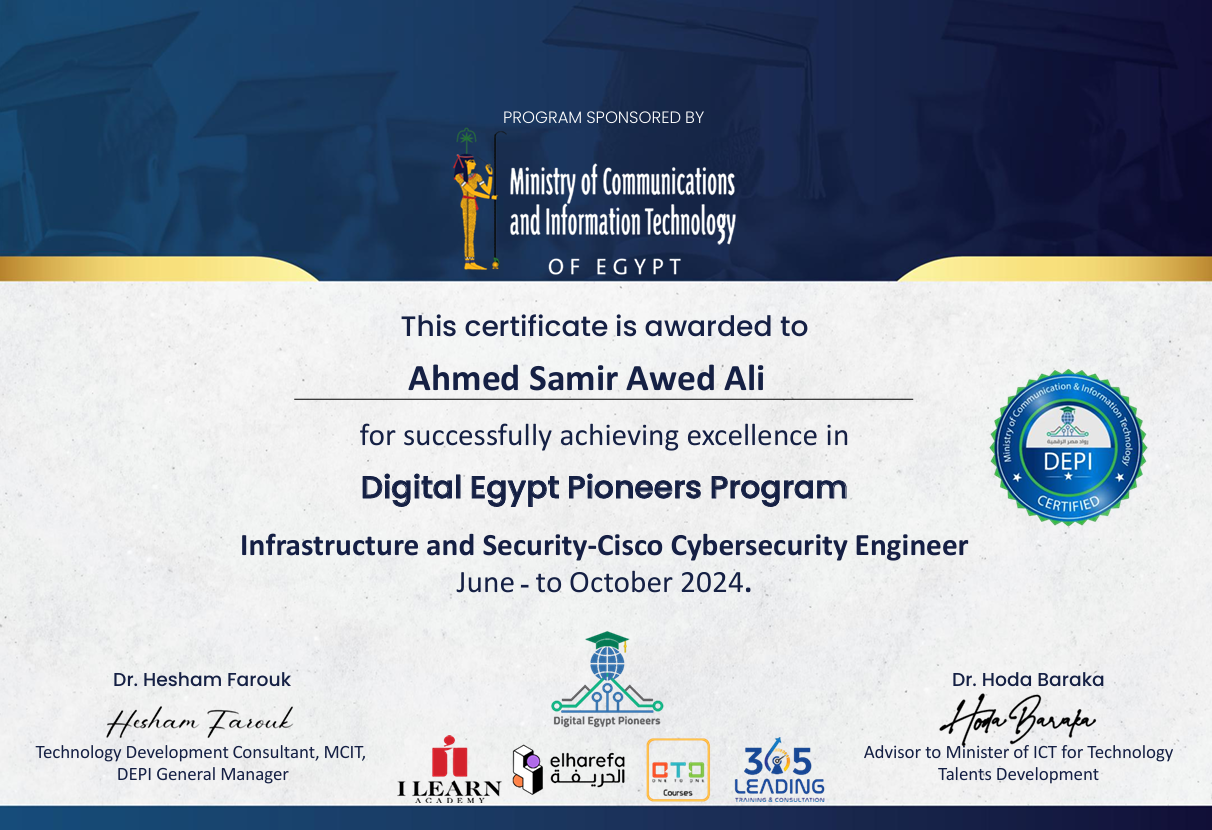 PROGRAM SPONSORED BY
Ministry of Communications
and Information Technology
OF EGYPT
This certificate is awarded to
Ahmed Samir Awed Ali
for successfully achieving excellence in
Digital Egypt Pioneers Program
Infrastructure and Security-Cisco Cybersecurity Engineer
June - to October 2024.
Ministry of Communication & Information Technology
رواد مصر الرقمية
DEPI
CERTIFIED
Digital Egypt Pioneers
Dr. Hesham Farouk
Hesham Farouk
Technology Development Consultant, MCIT,
DEPI General Manager
Dr. Hoda Baraka
Hoda Baraka
Advisor to Minister of ICT for Technology
Talents Development
I LEARN
ACADEMY
elharefa
الحريفة
OTO
ONE TO ONE
Courses
365
LEADING
TRAINING & CONSULTATION